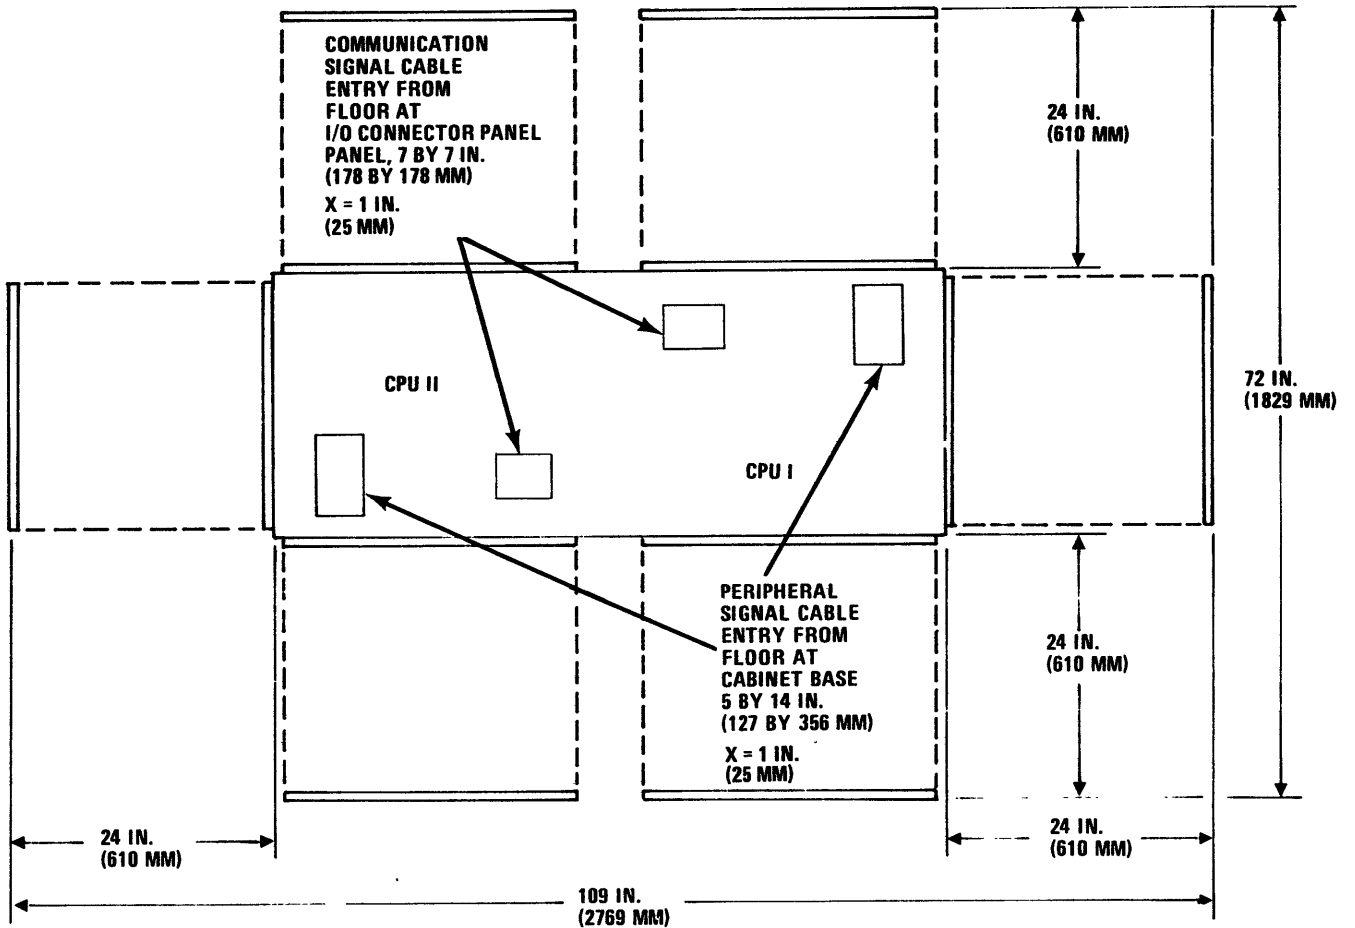 COMMUNICATION
SIGNAL CABLE
ENTRY FROM
FLOOR AT
I/O CONNECTOR PANEL
PANEL, 7 BY 7 IN.
(178 BY 178 MM)
X = 1 IN.
(25 MM)
24 IN.
(610 MM)
72 IN.
(1829 MM)
CPU II
CPU I
PERIPHERAL
SIGNAL CABLE
ENTRY FROM
FLOOR AT
CABINET BASE
5 BY 14 IN.
(127 BY 356 MM)
X = 1 IN.
(25 MM)
24 IN.
(610 MM)
24 IN.
(610 MM)
24 IN.
(610 MM)
109 IN.
(2769 MM)